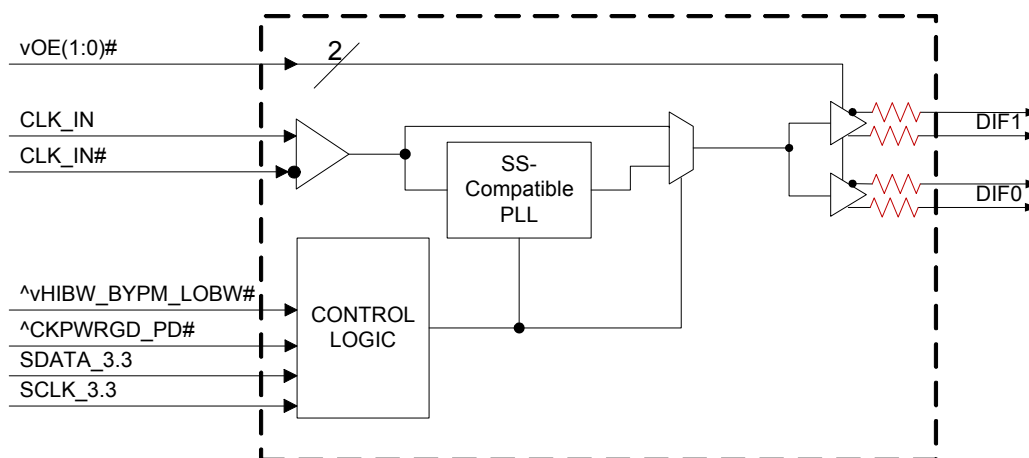 vOE(1:0)#
2
CLK_IN
CLK_IN#
SS-
Compatible
PLL
DIF1
DIF0
^vHIBW_BYPM_LOBW#
^CKPWRGD_PD#
SDATA_3.3
SCLK_3.3
CONTROL
LOGIC